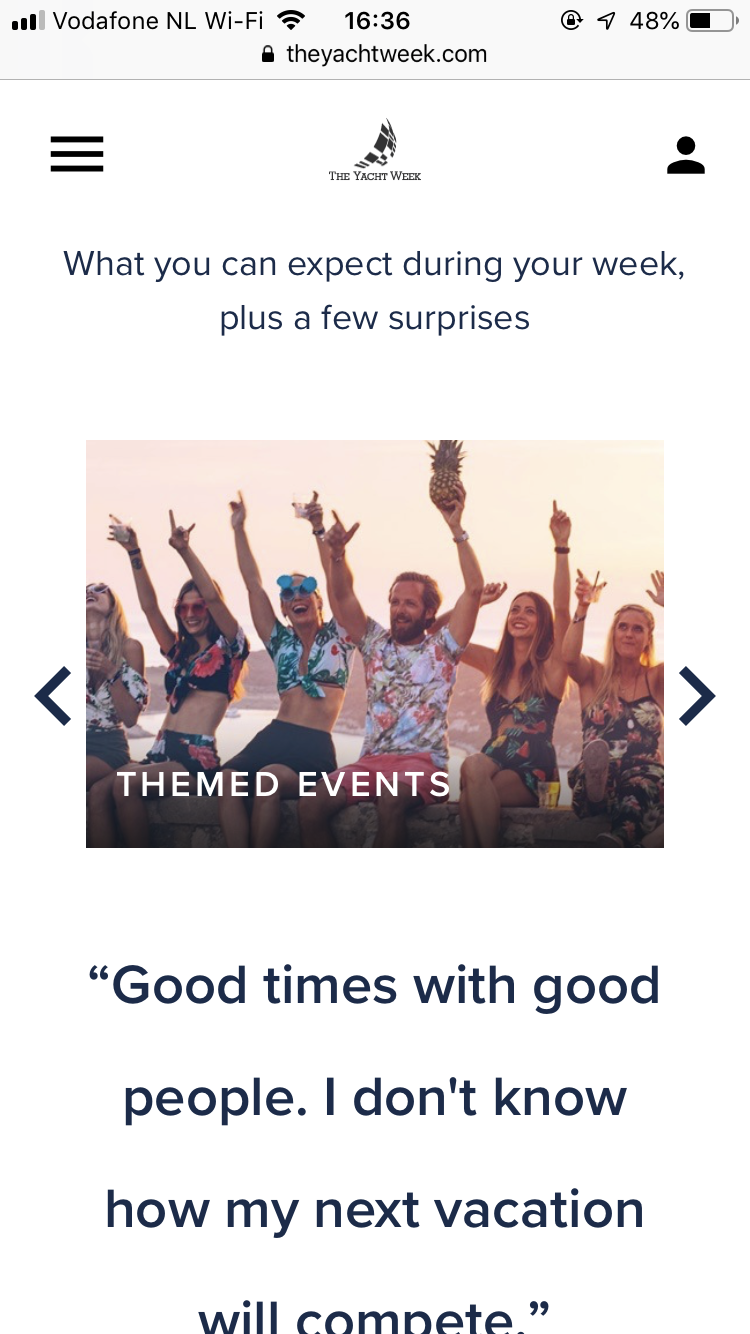 Vodafone NL Wi-Fi 16:36 48%
theyachtweek.com
THE YACHT WEEK
What you can expect during your week,
plus a few surprises
THEMED EVENTS
“Good times with good
people. I don't know
how my next vacation
will compete.”